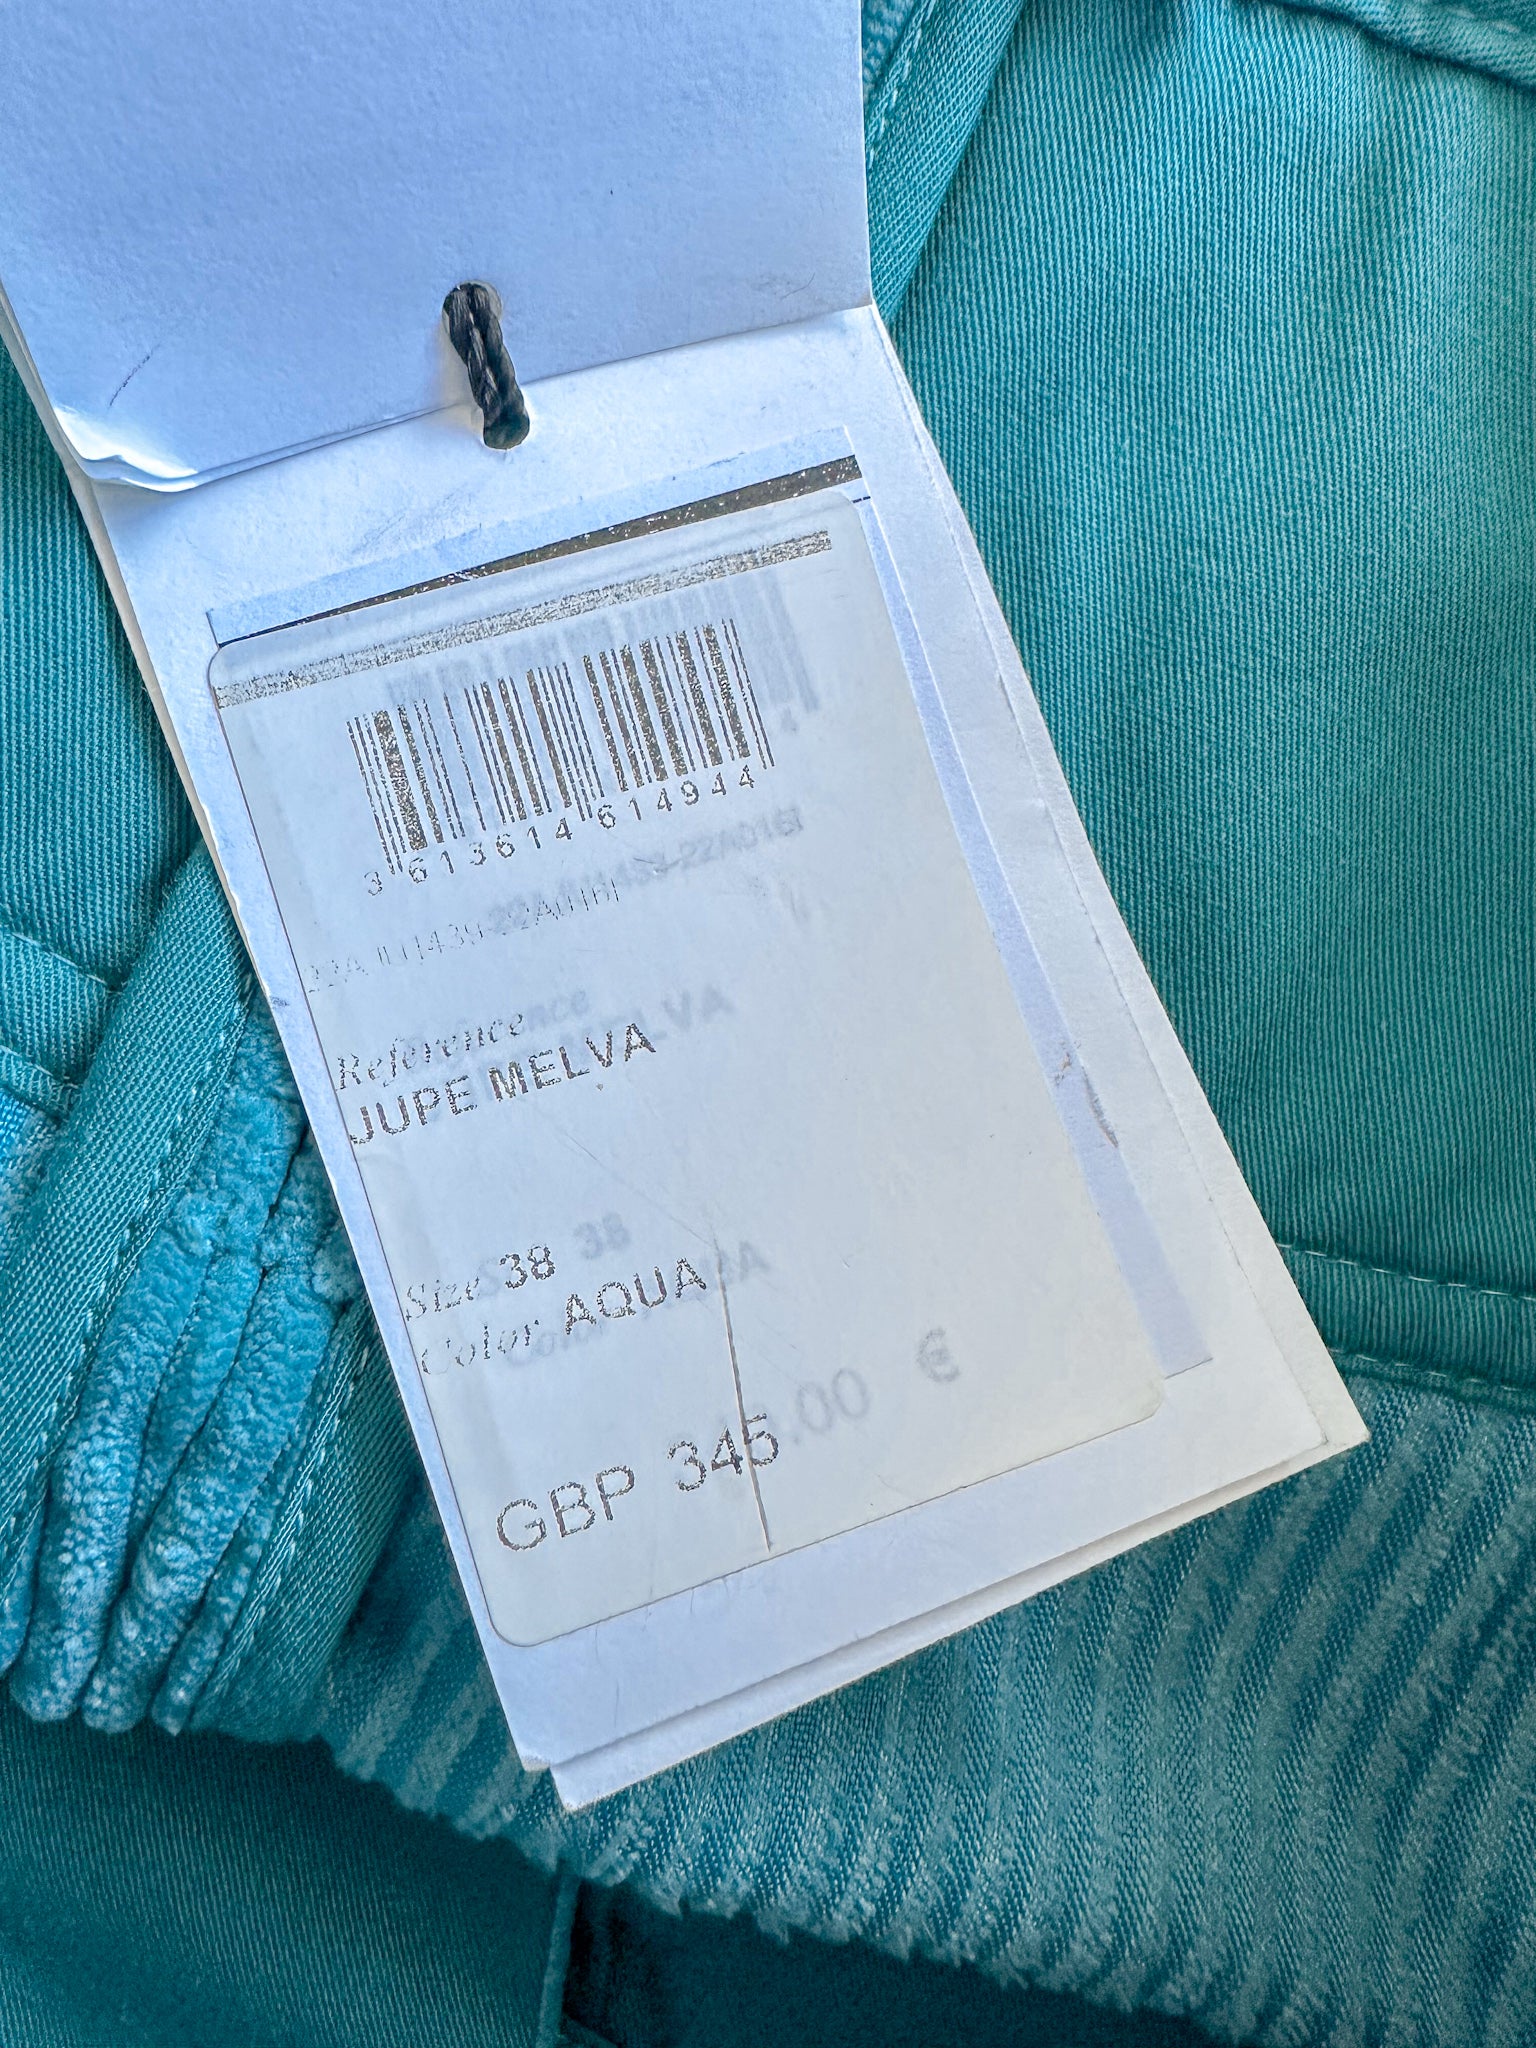 3 613614 614944
Reference
JUPE MELVA
Size 38
Color AQUA
GBP 345
.00 €